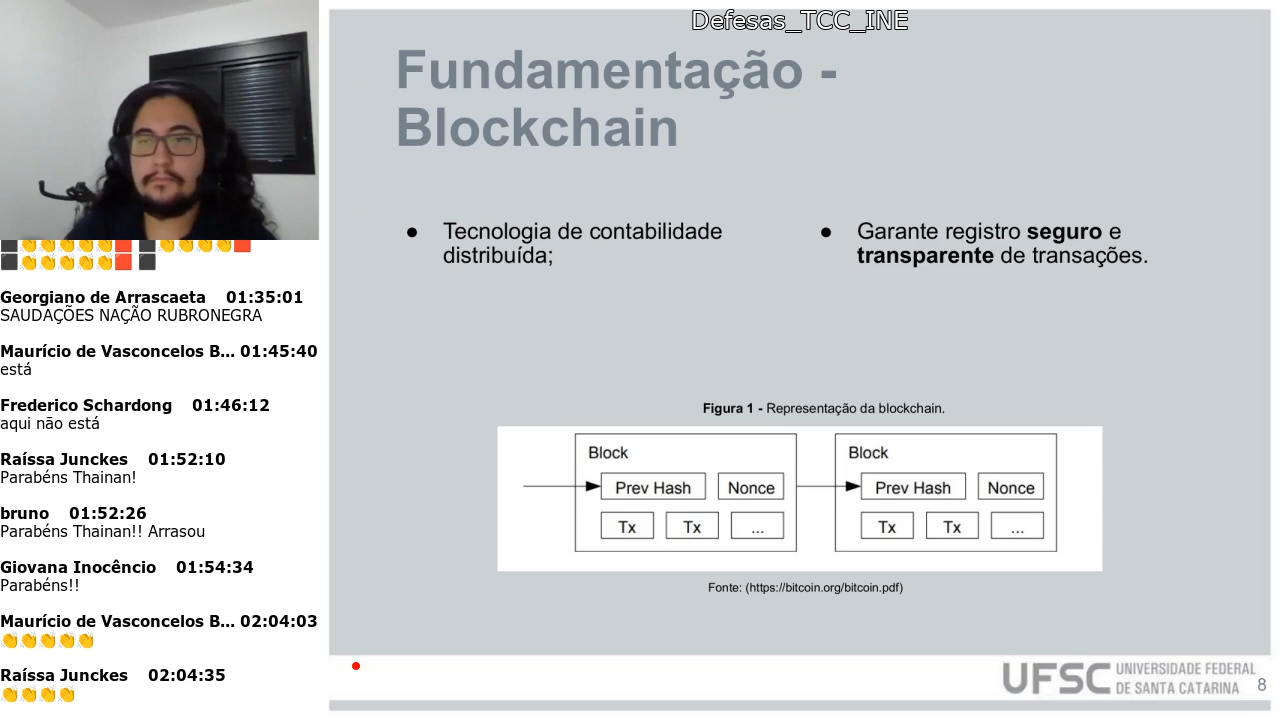 Defesas_TCC_INE
Fundamentação -
Blockchain
● Tecnologia de contabilidade
distribuída;
● Garante registro seguro e
transparente de transações.
Figura 1 - Representação da blockchain.
Block
Prev Hash Nonce
Tx Tx ...
Block
Prev Hash Nonce
Tx Tx ...
Fonte: (https://bitcoin.org/bitcoin.pdf)
UFSC UNIVERSIDADE FEDERAL
DE SANTA CATARINA
8
⬛👏👏👏👏👏🟥 ⬛👏👏👏👏🟥
⬛👏👏👏👏👏🟥 ⬛
Georgiano de Arrascaeta 01:35:01
SAUDAÇÕES NAÇÃO RUBRONEGRA
Maurício de Vasconcelos B... 01:45:40
está
Frederico Schardong 01:46:12
aqui não está
Raíssa Junckes 01:52:10
Parabéns Thainan!
bruno 01:52:26
Parabéns Thainan!! Arrasou
Giovana Inocêncio 01:54:34
Parabéns!!
Maurício de Vasconcelos B... 02:04:03
👏👏👏👏👏
Raíssa Junckes 02:04:35
👏👏👏👏